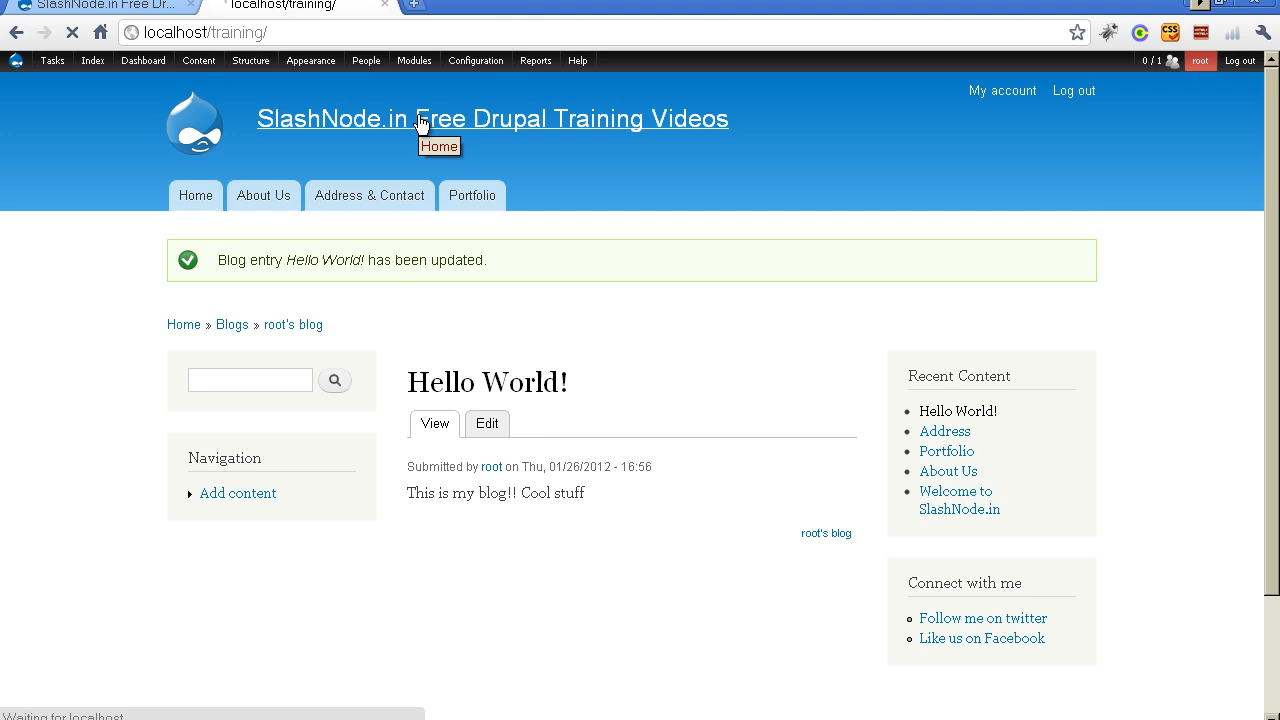 SlashNode.in Free Dr...
localhost/training/
localhost/training/
Tasks Index Dashboard Content Structure Appearance People Modules Configuration Reports Help 0 / 1 root Log out
My account Log out
SlashNode.in Free Drupal Training Videos
Home
Home About Us Address & Contact Portfolio
Blog entry Hello World! has been updated.
Home » Blogs » root's blog
Hello World!
View Edit
Submitted by root on Thu, 01/26/2012 - 16:56
This is my blog!! Cool stuff
root's blog
Navigation
Add content
Recent Content
Hello World!
Address
Portfolio
About Us
Welcome to
SlashNode.in
Connect with me
Follow me on twitter
Like us on Facebook
Waiting for localhost